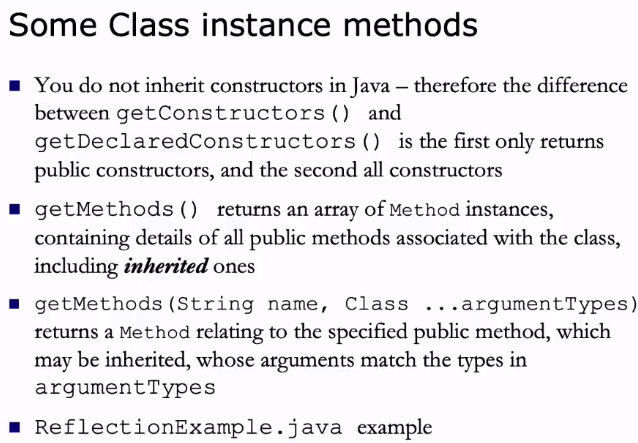 Some Class instance methods
You do not inherit constructors in Java – therefore the difference
between getConstructors() and
getDeclaredConstructors() is the first only returns
public constructors, and the second all constructors
getMethods() returns an array of Method instances,
containing details of all public methods associated with the class,
including inherited ones
getMethods(String name, Class ...argumentTypes)
returns a Method relating to the specified public method, which
may be inherited, whose arguments match the types in
argumentTypes
ReflectionExample.java example